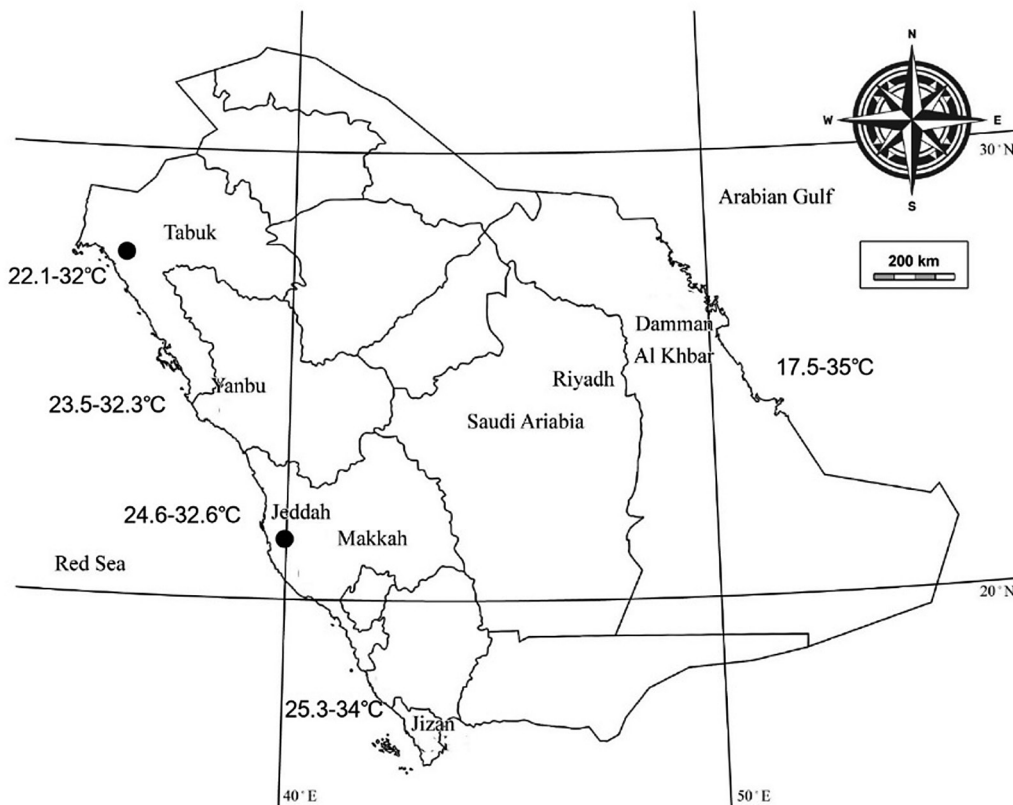 N
W
E
S
30°N
Arabian Gulf
Tabuk
200 km
22.1-32℃
Damman
Al Khbar
17.5-35℃
Riyadh
Yanbu
23.5-32.3℃
Saudi Ariabia
24.6-32.6℃
Jeddah
Makkah
Red Sea
20°N
25.3-34℃
Jizan
40°E
50°E